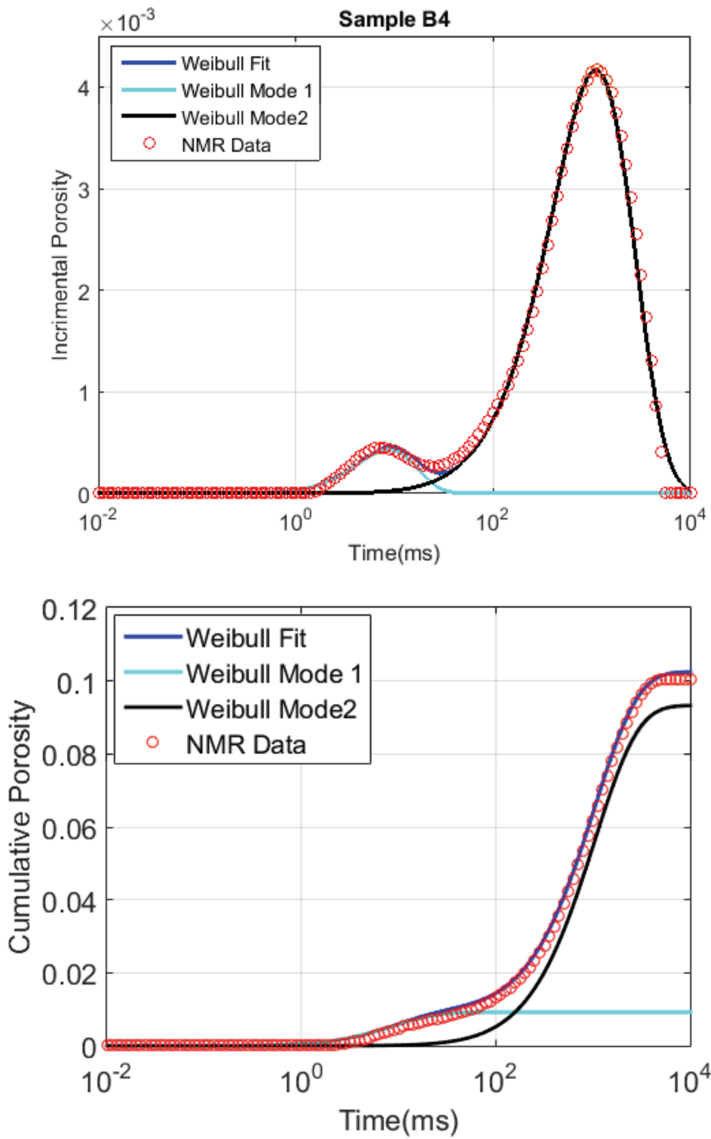 Sample B4
×10⁻³
Weibull Fit
Weibull Mode 1
Weibull Mode2
NMR Data
Incrimental Porosity
4
3
2
1
0
10⁻² 10⁰ 10² 10⁴
Time(ms)
0.12
0.1
0.08
0.06
0.04
0.02
0
Weibull Fit
Weibull Mode 1
Weibull Mode2
NMR Data
Cumulative Porosity
10⁻² 10⁰ 10² 10⁴
Time(ms)